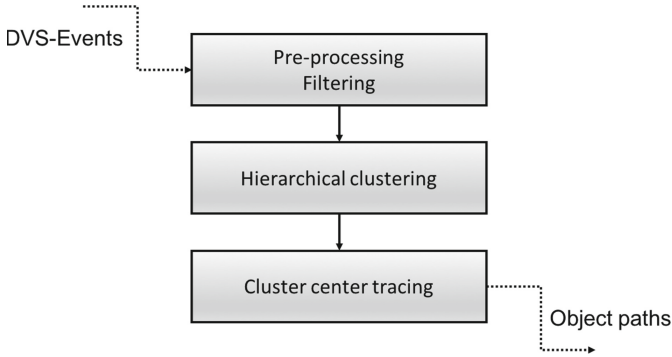 DVS-Events
Pre-processing
Filtering
Hierarchical clustering
Cluster center tracing
Object paths